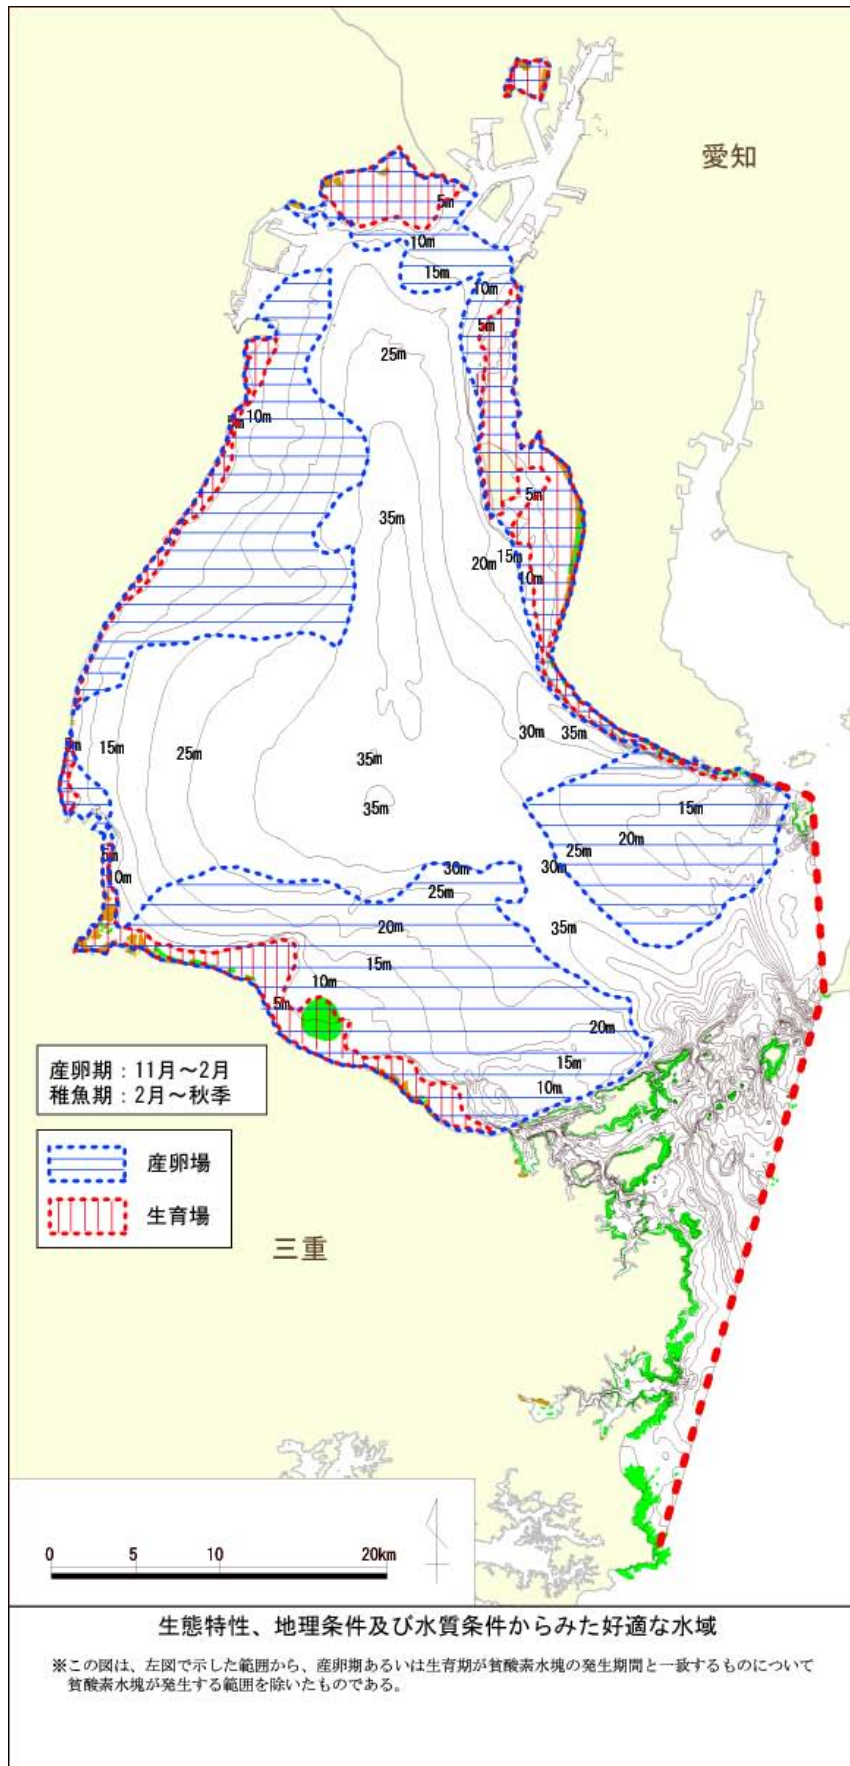 愛知
5m
10m
15m
10m
5m
25m
10m
35m
5m
15m
20m
10m
30m
35m
15m
25m
35m
15m
35m
20m
25m
30m
30m
25m
20m
35m
15m
10m
5m
20m
15m
10m
産卵期：11月～2月
稚魚期：2月～秋季
産卵場
生育場
三重
0 5 10 20km
生態特性、地理条件及び水質条件からみた好適な水域
※この図は、左図で示した範囲から、産卵期あるいは生育期が貧酸素水塊の発生期間と一致するものについて
貧酸素水塊が発生する範囲を除いたものである。